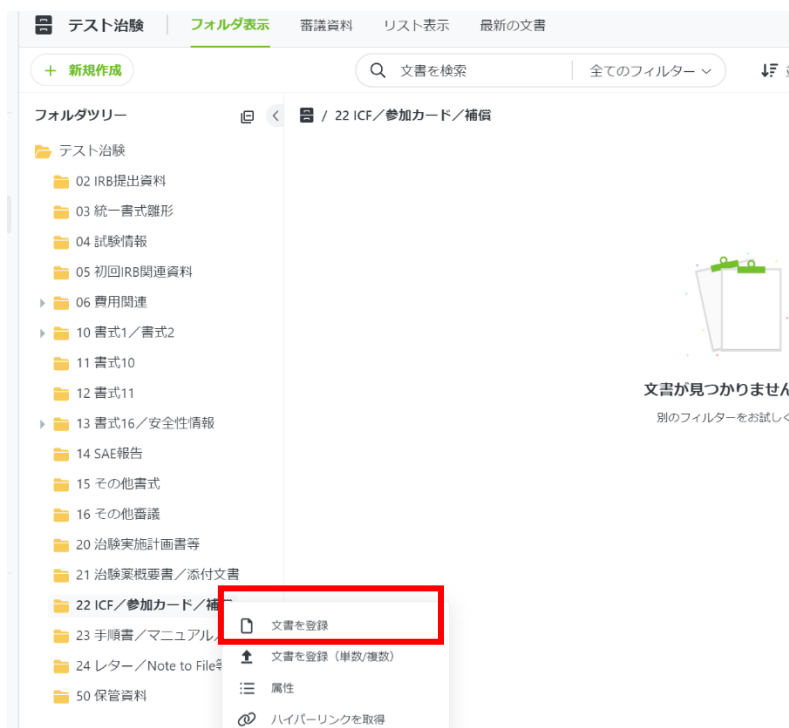 テスト治験 フォルダ表示 審議資料 リスト表示 最新の文書
+ 新規作成 文書を検索 全てのフィルター
フォルダツリー / 22 ICF／参加カード／補償
テスト治験
02 IRB提出資料
03 統一書式雛形
04 試験情報
05 初回IRB関連資料
06 費用関連
10 書式1／書式2
11 書式10
12 書式11
13 書式16／安全性情報
14 SAE報告
15 その他書式
16 その他審議
20 治験実施計画書等
21 治験薬概要書／添付文書
22 ICF／参加カード／補
23 手順書／マニュアル
24 レター／Note to File
50 保管資料
文書が見つかりません
別のフィルターをお試しく
文書を登録
文書を登録（単数/複数）
属性
ハイパーリンクを取得